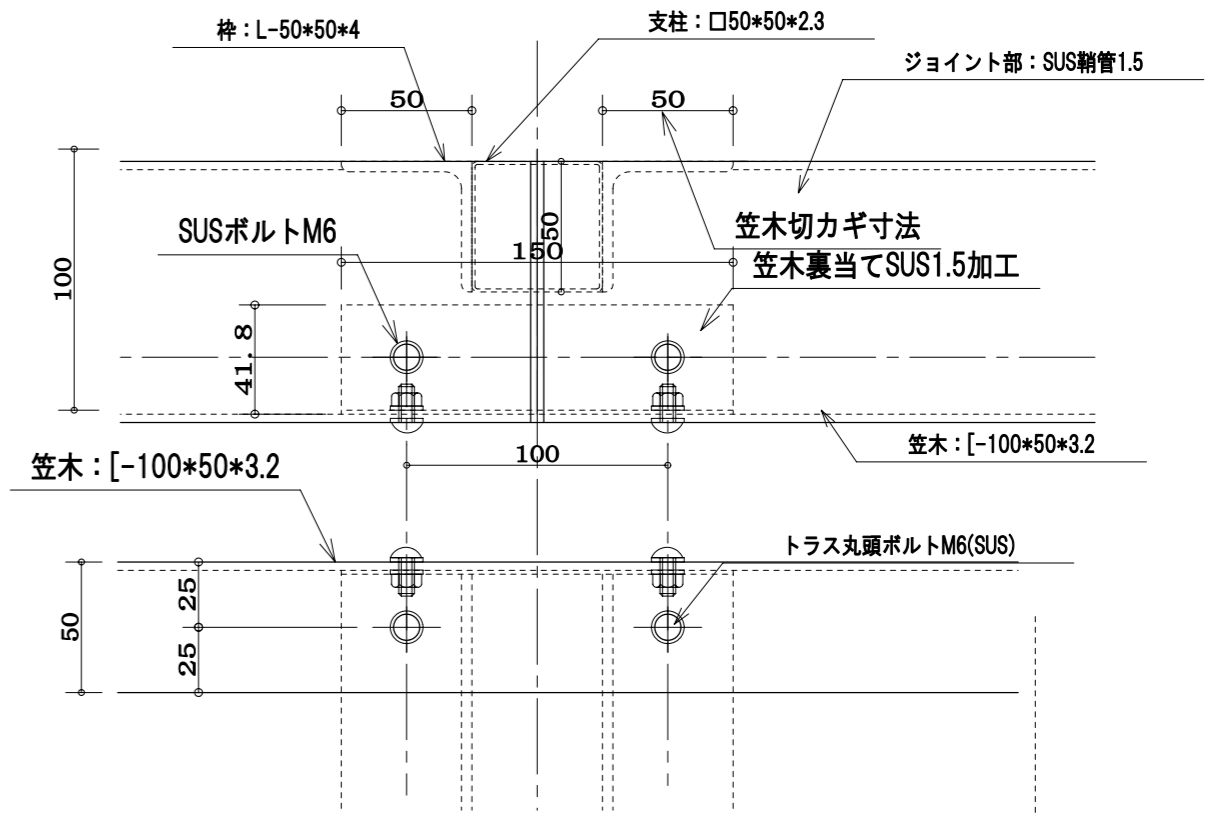 枠：L-50*50*4
支柱：□50*50*2.3
ジョイント部：SUS鞘管1.5
50
50
100
50
150
SUSボルトM6
笠木切カギ寸法
笠木裏当てSUS1.5加工
41.8
100
笠木：[-100*50*3.2
笠木：[-100*50*3.2
トラス丸頭ボルトM6(SUS)
50
25
25